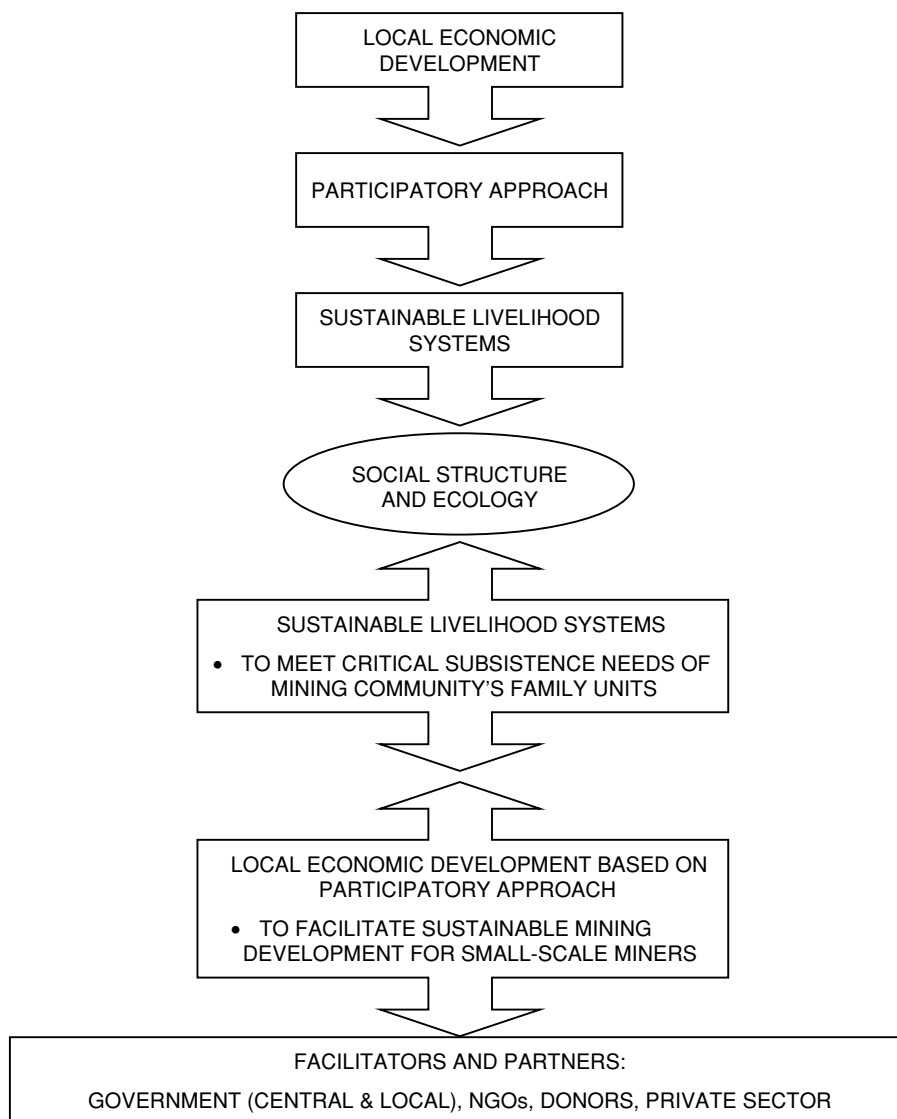 LOCAL ECONOMIC
DEVELOPMENT
PARTICIPATORY APPROACH
SUSTAINABLE LIVELIHOOD
SYSTEMS
SOCIAL STRUCTURE
AND ECOLOGY
SUSTAINABLE LIVELIHOOD SYSTEMS
• TO MEET CRITICAL SUBSISTENCE NEEDS OF
MINING COMMUNITY’S FAMILY UNITS
LOCAL ECONOMIC DEVELOPMENT BASED ON
PARTICIPATORY APPROACH
• TO FACILITATE SUSTAINABLE MINING
DEVELOPMENT FOR SMALL-SCALE MINERS
FACILITATORS AND PARTNERS:
GOVERNMENT (CENTRAL & LOCAL), NGOs, DONORS, PRIVATE SECTOR